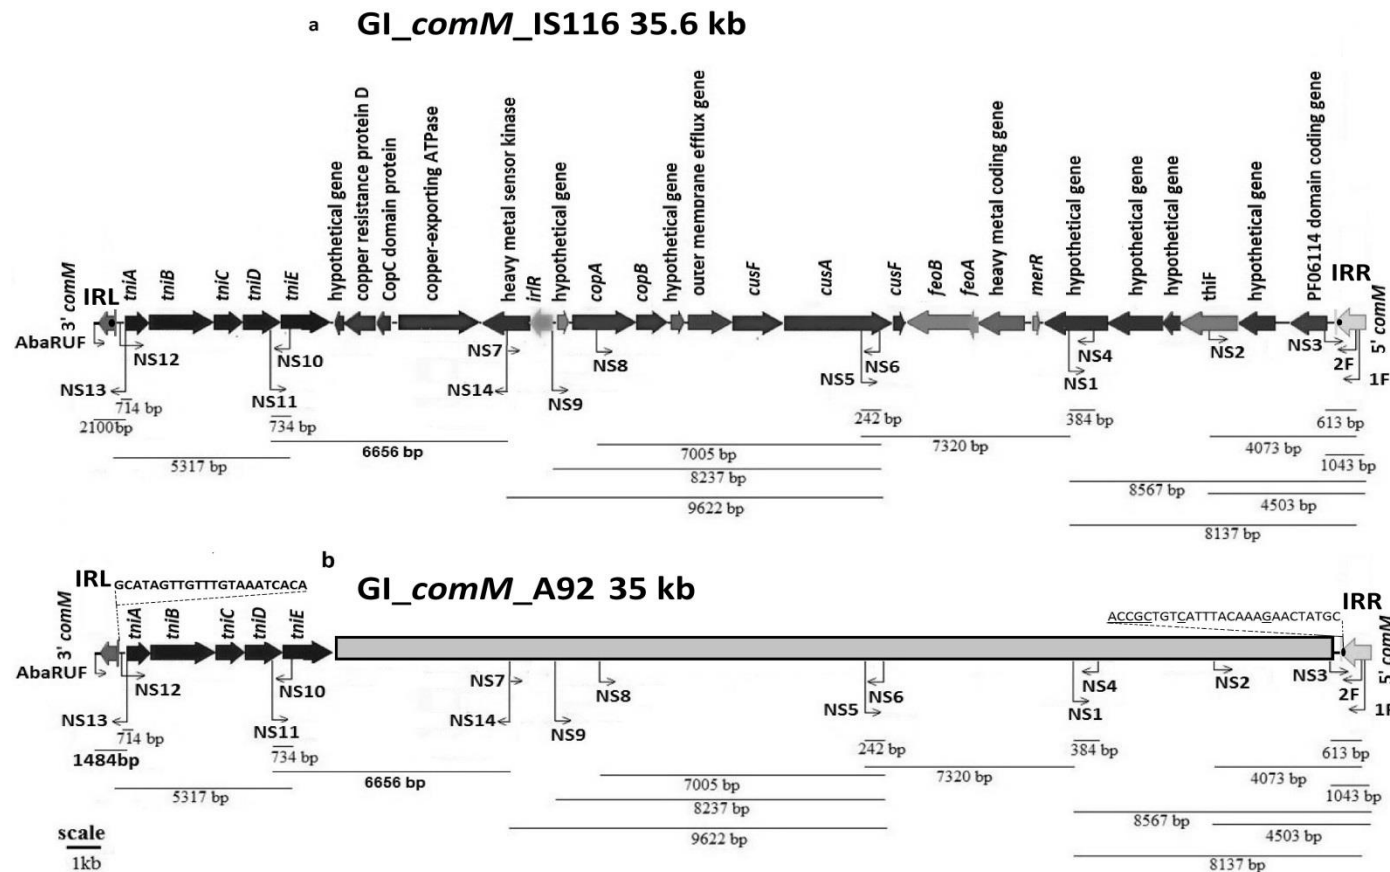 a GI_comM_IS116 35.6 kb
hypothetical gene
copper resistance protein D
CopC domain protein
copper-exporting ATPase
heavy metal sensor kinase
irlR
hypothetical gene
copA
copB
hypothetical gene
outer membrane efflux gene
cusF
cusA
cusF
feoB
feoA
heavy metal coding gene
merR
hypothetical gene
hypothetical gene
hypothetical gene
thiF
hypothetical gene
PF06114 domain coding gene
3' comM
IRL
tniA
tniB
tniC
tniD
tniE
IRR
5' comM
AbaRUF
NS12
NS10
NS7
NS8
NS6
NS4
NS2
NS3
2F
NS13
NS11
NS14
NS9
NS5
NS1
1F
714 bp
2100bp
734 bp
242 bp
384 bp
613 bp
5317 bp
6656 bp
7005 bp
7320 bp
4073 bp
8237 bp
1043 bp
9622 bp
8567 bp
4503 bp
8137 bp
b GI_comM_A92 35 kb
IRL GCATAGTTGTTTGTAAATCACA
IRR
ACCGCTGTCATTTACAAAGAACTATGC
3' comM
tniA
tniB
tniC
tniD
tniE
5' comM
AbaRUF
NS12
NS10
NS7
NS8
NS6
NS4
NS2
NS3
2F
NS13
NS11
NS14
NS9
NS5
NS1
1F
714 bp
1484bp
734 bp
242 bp
384 bp
613 bp
5317 bp
6656 bp
7005 bp
7320 bp
4073 bp
8237 bp
1043 bp
9622 bp
8567 bp
4503 bp
8137 bp
scale
1kb